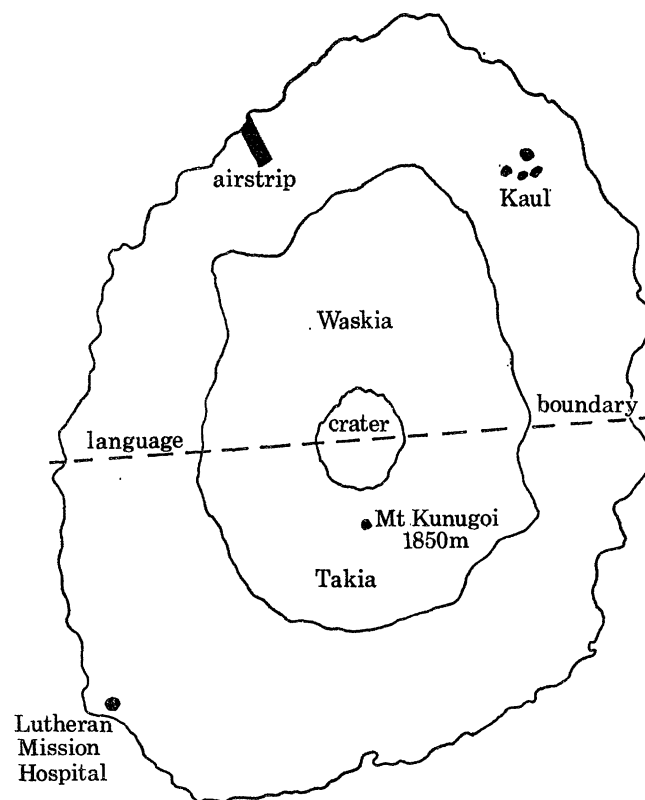 airstrip
Kaul
Waskia
boundary
crater
language
Mt Kunugoi
1850m
Takia
Lutheran
Mission
Hospital